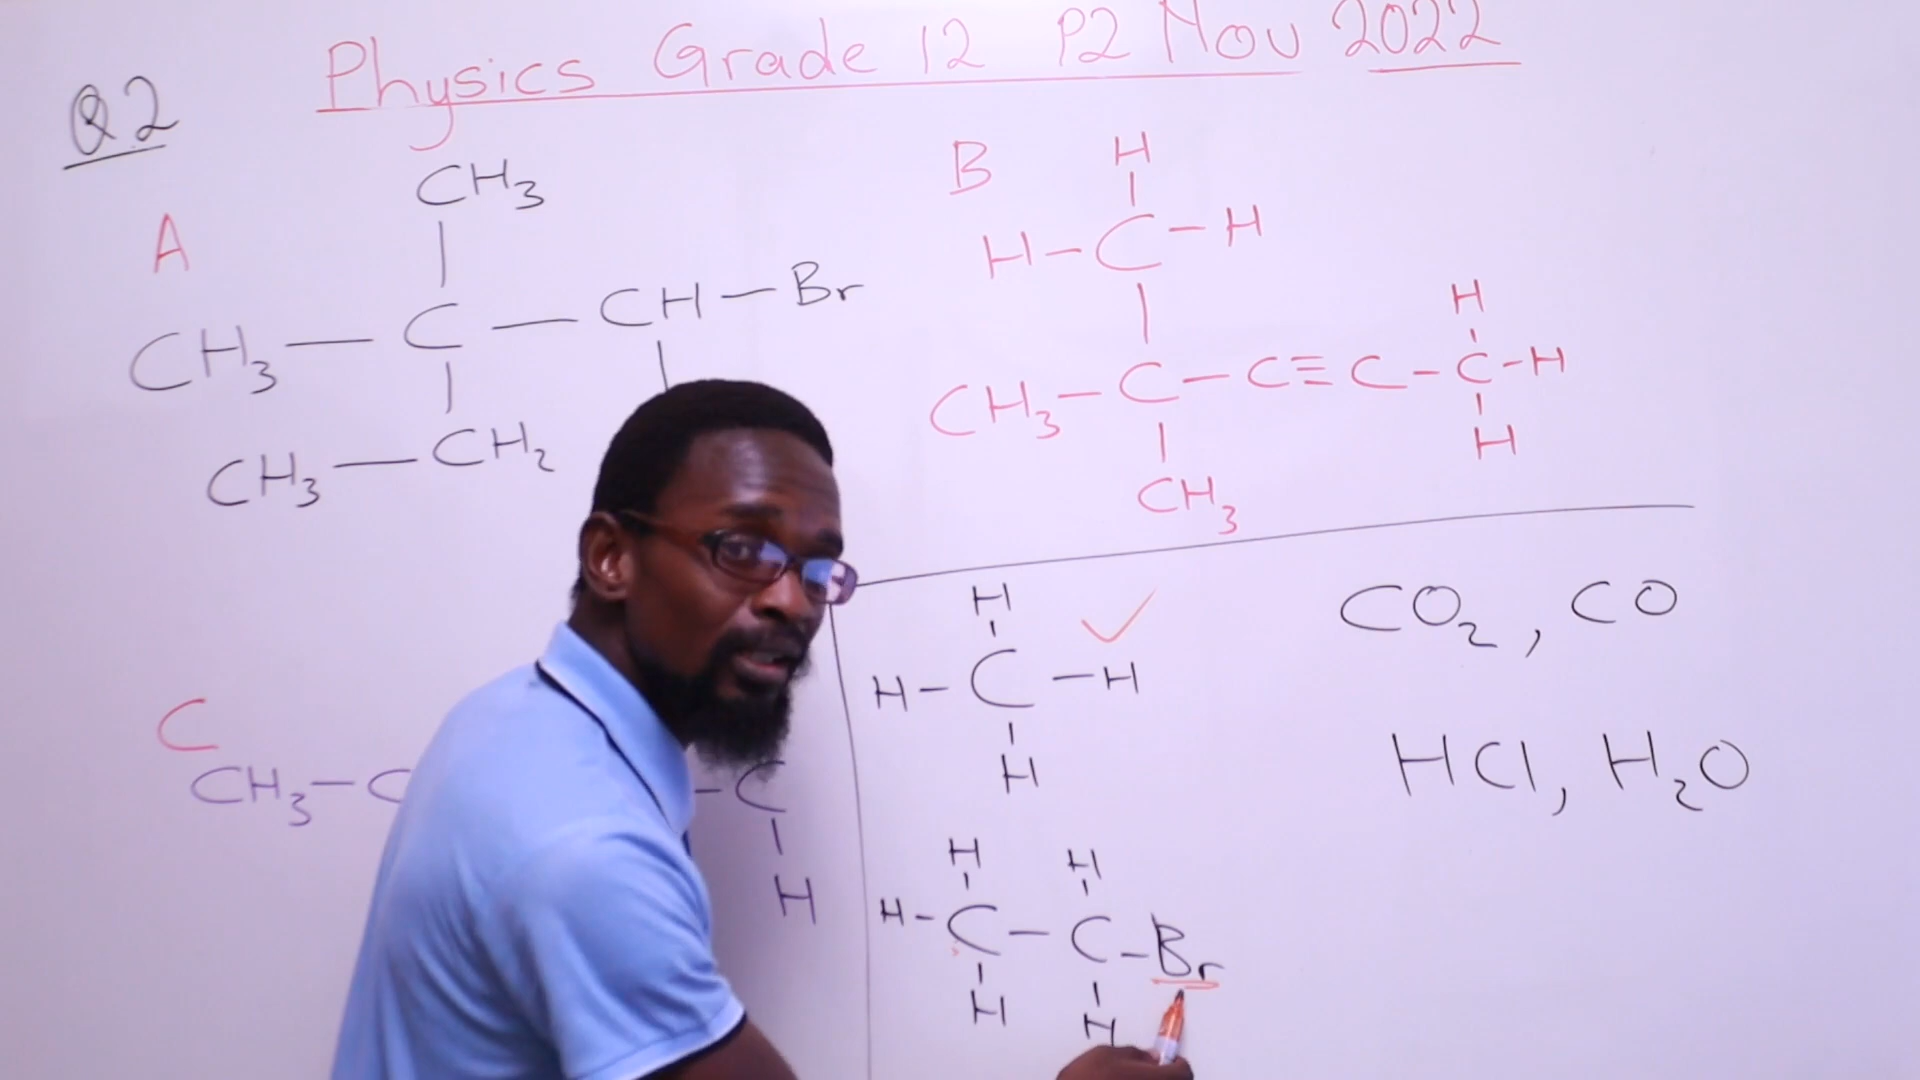 Physics Grade 12 P2 Nov 2022
Q2
A
CH3
CH3 — C — CH — Br
CH3 — CH2
B
H
H - C - H
H
CH3 - C - C ≡ C - C - H
H
CH3
C
CH3 - C
- C
H
H
H - C - H
H
H H
H - C - C - Br
H H
CO2, CO
HCl, H2O